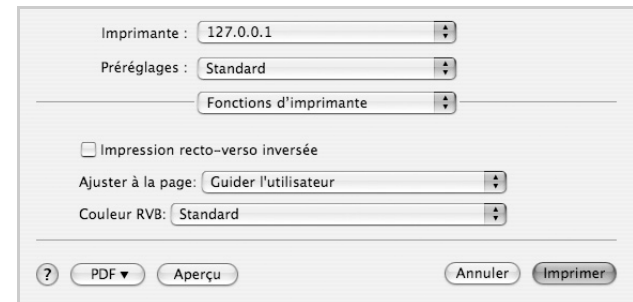 Imprimante : 127.0.0.1
Préréglages : Standard
Fonctions d'imprimante
Impression recto-verso inversée
Ajuster à la page: Guider l'utilisateur
Couleur RVB: Standard
? PDF▼ Aperçu Annuler Imprimer